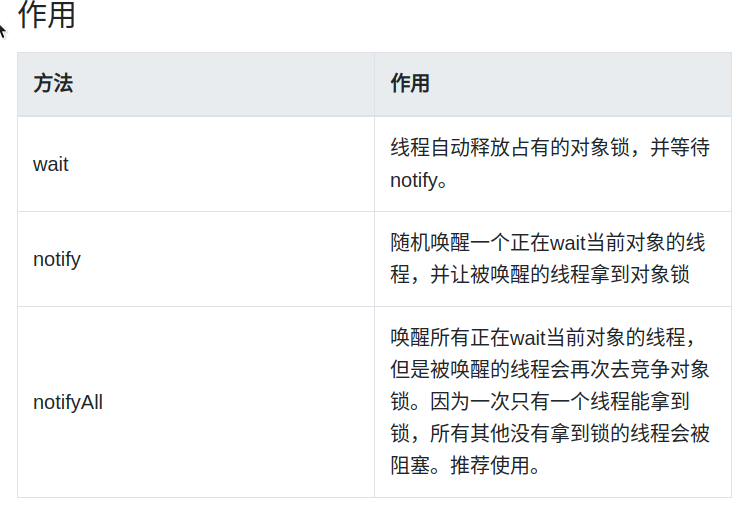 作用
方法
作用
wait
线程自动释放占有的对象锁，并等待
notify。
notify
随机唤醒一个正在wait当前对象的线
程，并让被唤醒的线程拿到对象锁
notifyAll
唤醒所有正在wait当前对象的线程，
但是被唤醒的线程会再次去竞争对象
锁。因为一次只有一个线程能拿到
锁，所有其他没有拿到锁的线程会被
阻塞。推荐使用。